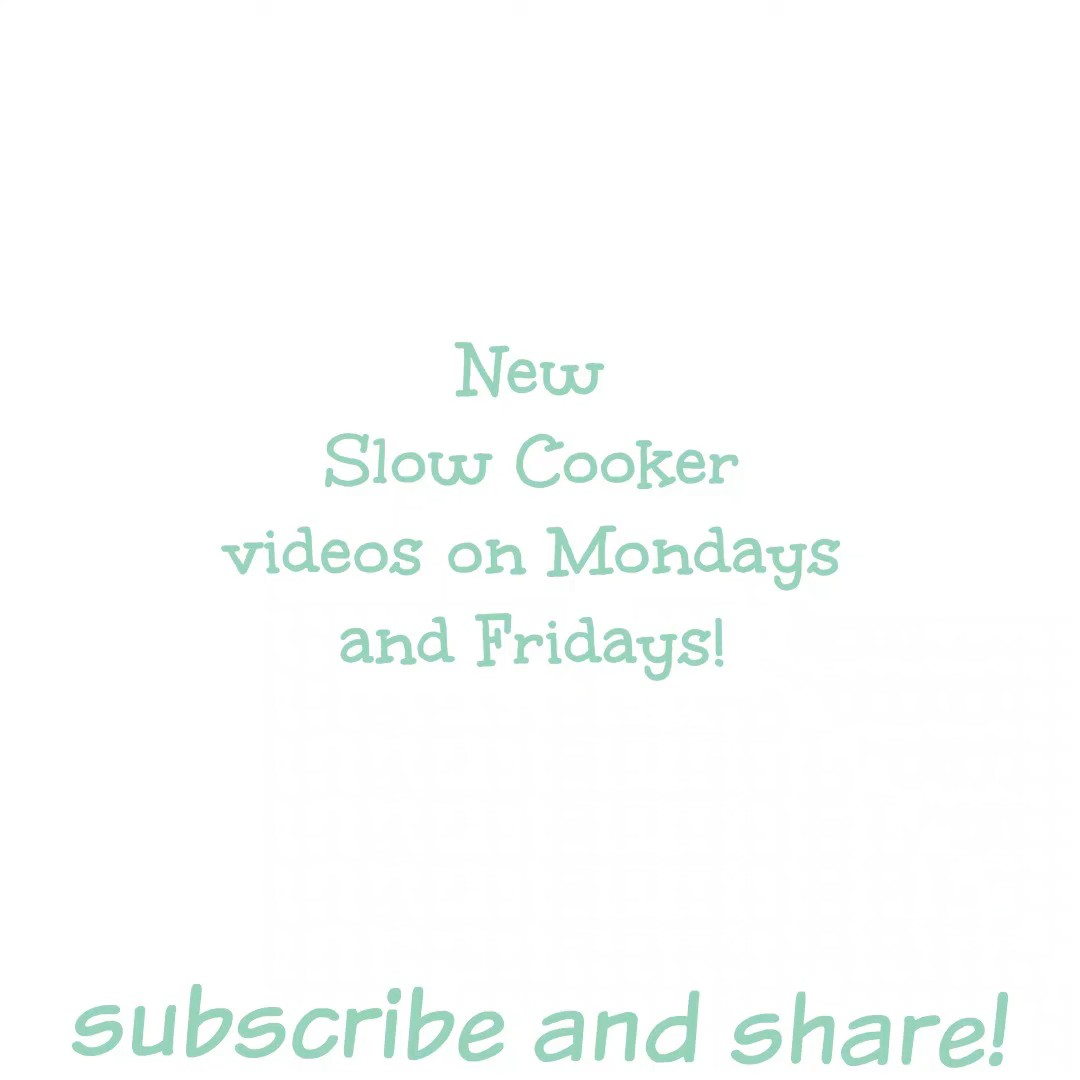 New
Slow Cooker
videos on Mondays
and Fridays!
subscribe and share!